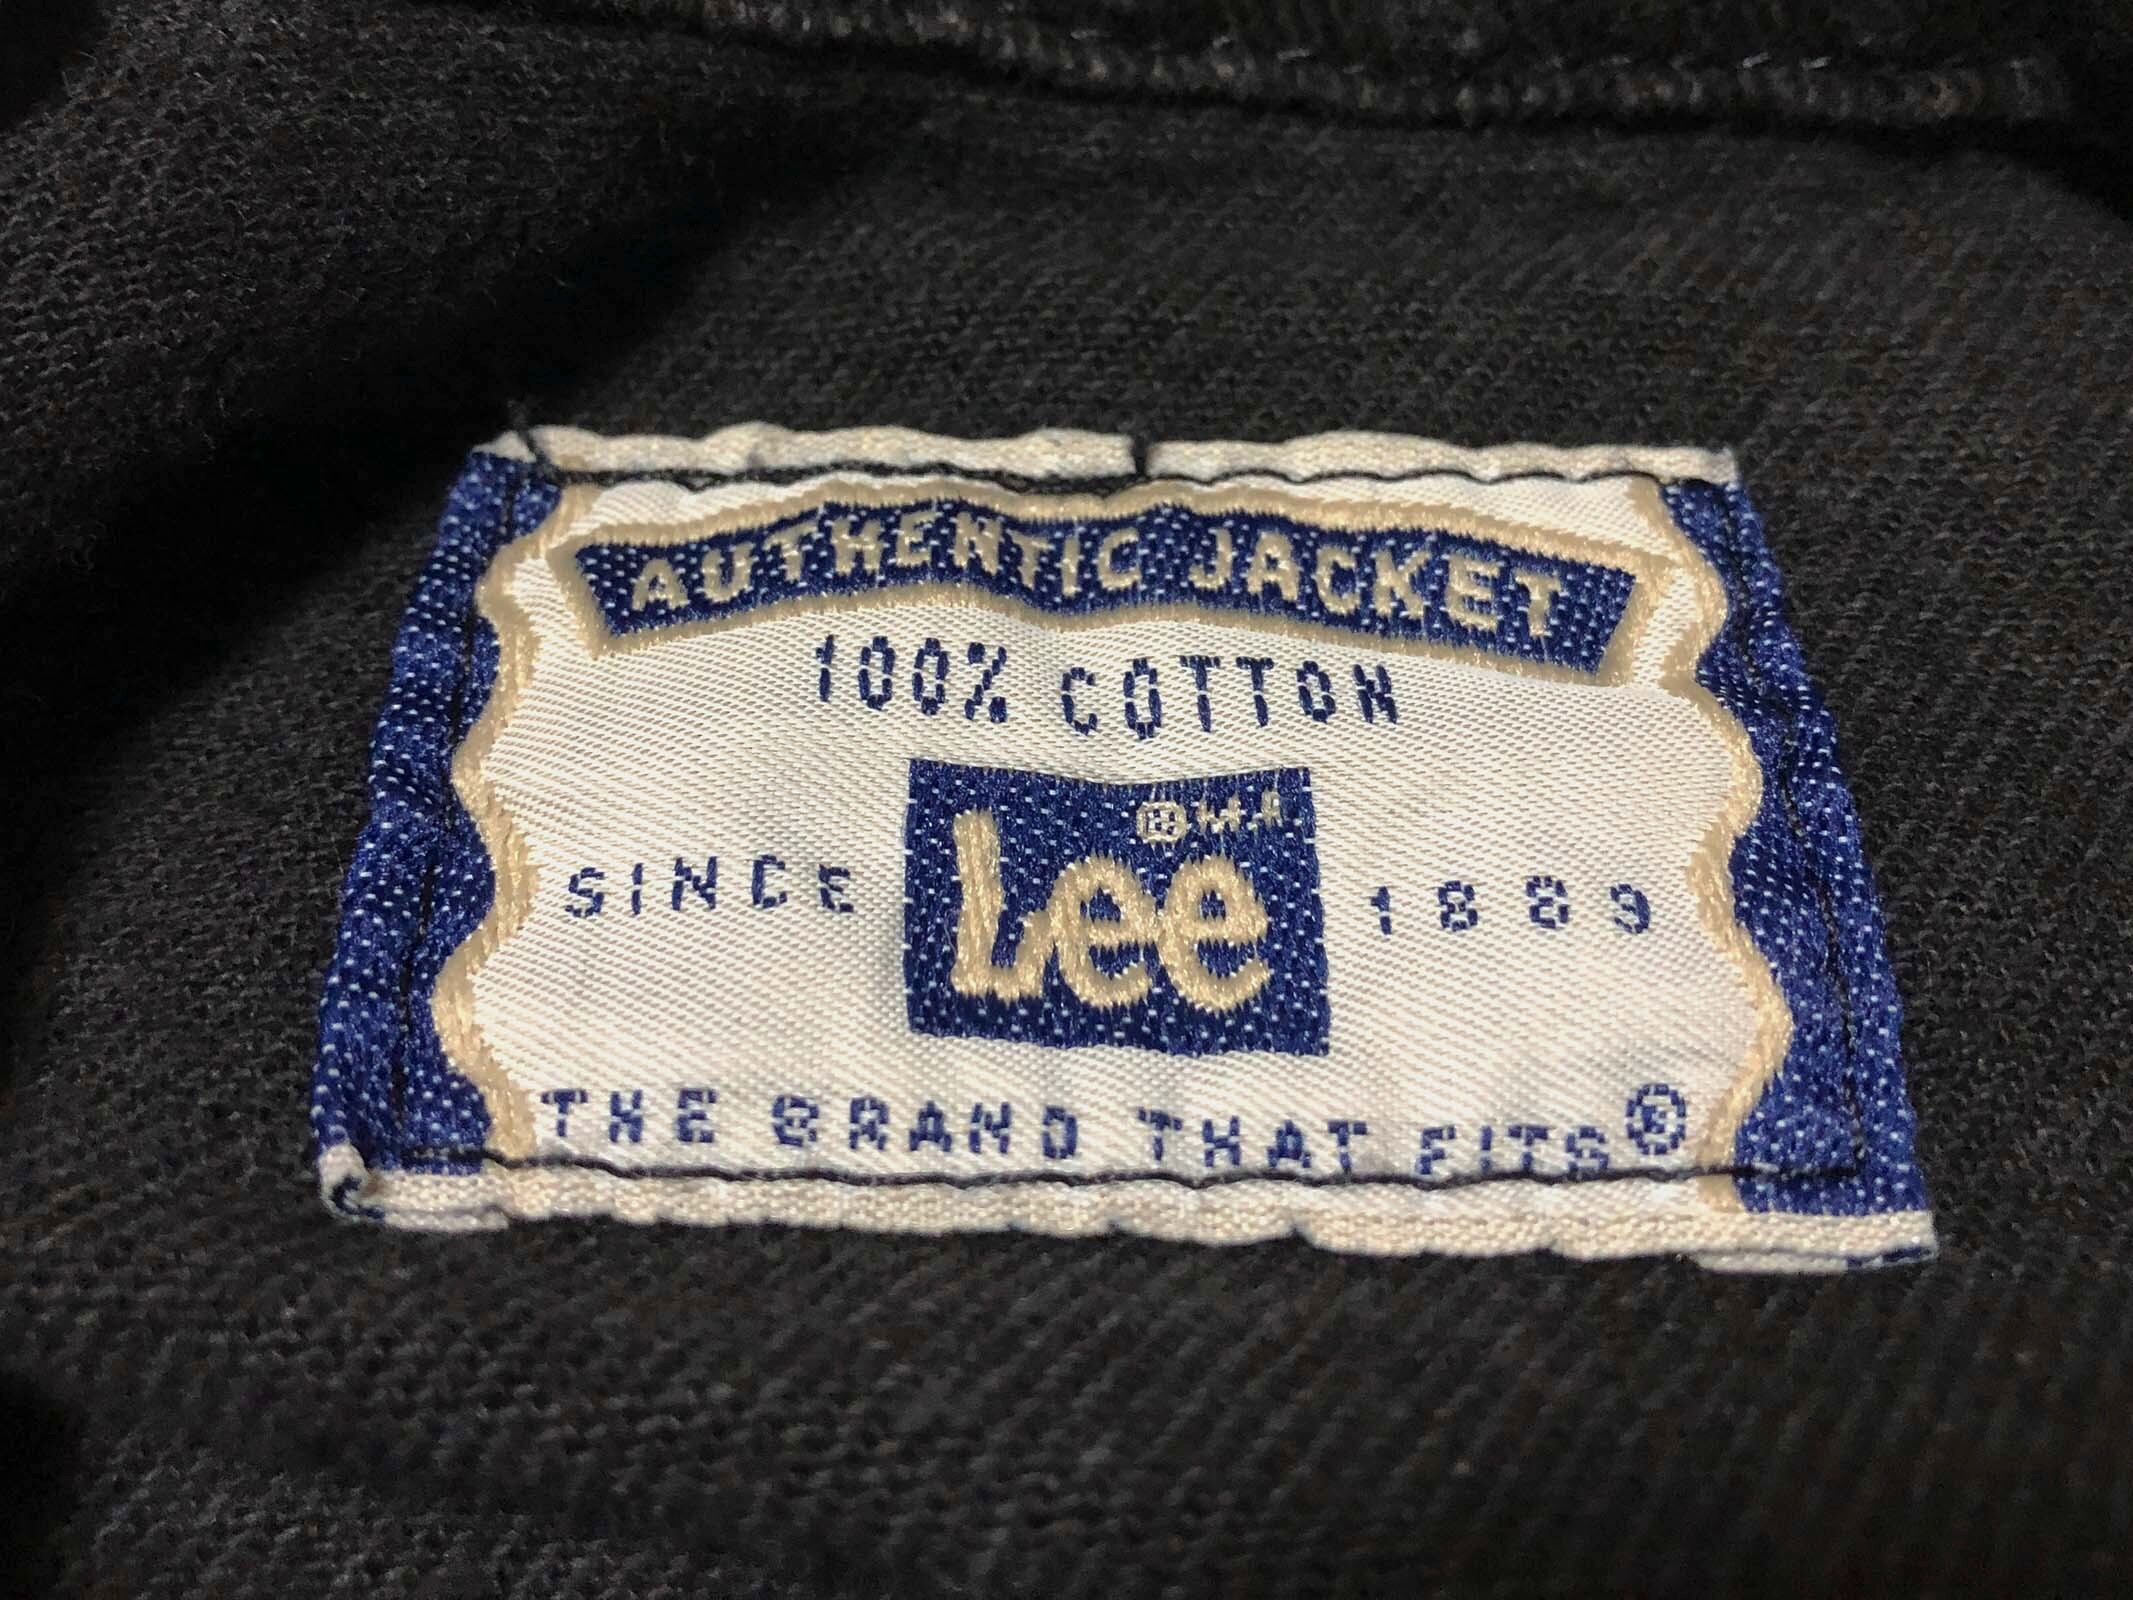 AUTHENTIC JACKET
100% COTTON
SINCE Lee ® M.R. 1889
THE BRAND THAT FITS®